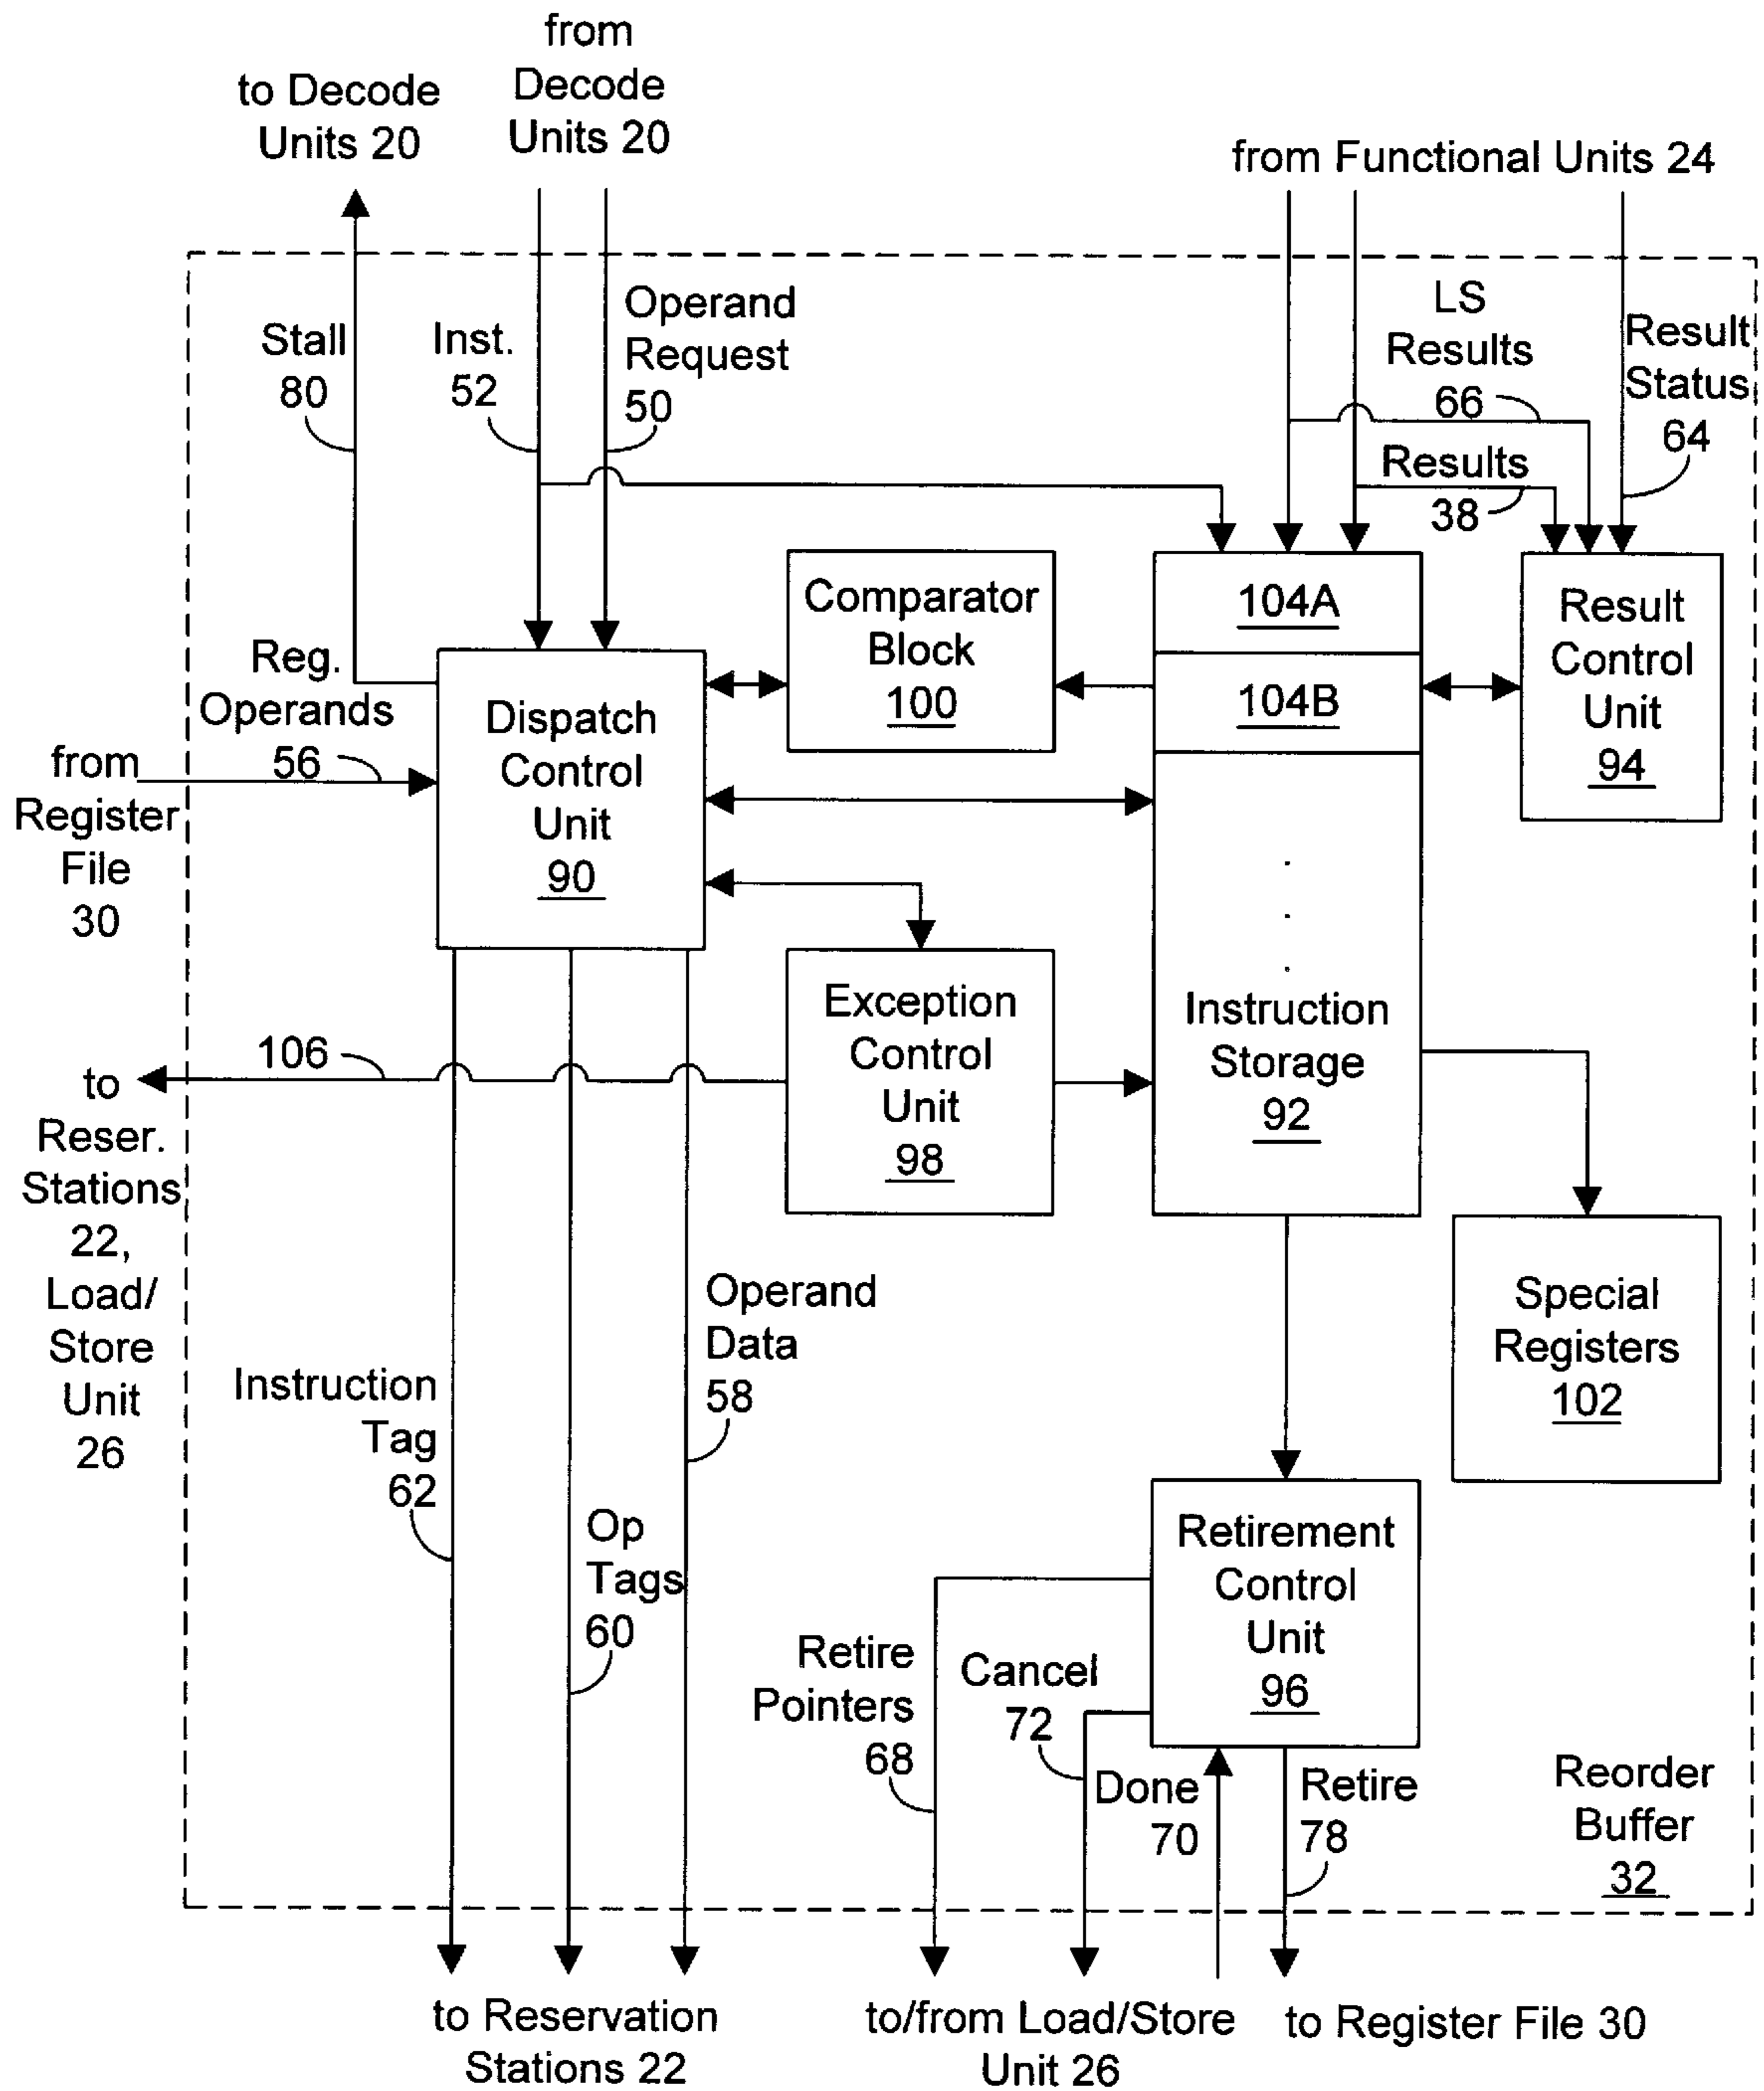 from
Decode
Units 20
to Decode
Units 20
from Functional Units 24
Stall
80
Inst.
52
Operand
Request
50
LS
Results
66
Result
Status
64
Results
38
Reg.
Operands
56
from
Register
File
30
Dispatch
Control
Unit
90
Comparator
Block
100
104A
104B
Instruction
Storage
92
Result
Control
Unit
94
Exception
Control
Unit
98
106
to
Reser.
Stations
22,
Load/
Store
Unit
26
Special
Registers
102
Instruction
Tag
62
Op
Tags
60
Operand
Data
58
Retirement
Control
Unit
96
Retire
Pointers
68
Cancel
72
Done
70
Retire
78
Reorder
Buffer
32
to Reservation
Stations 22
to/from Load/Store
Unit 26
to Register File 30